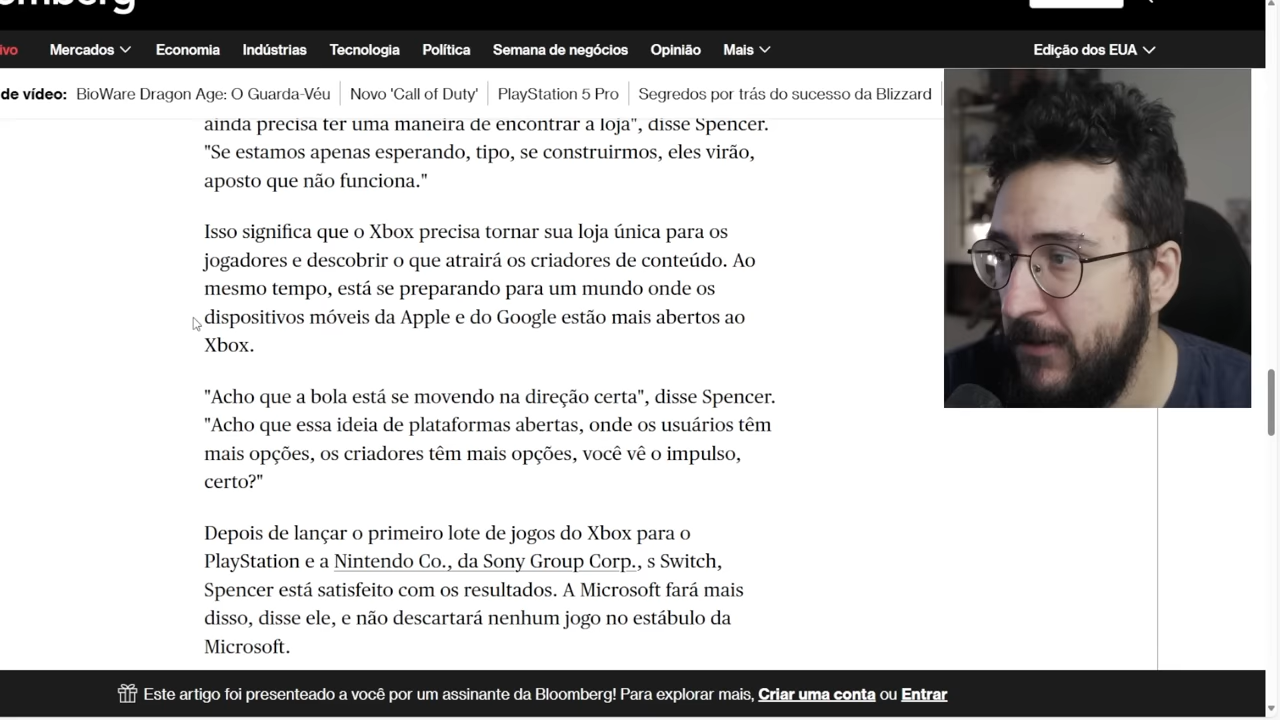 omberg
ivo Mercados Economia Indústrias Tecnologia Política Semana de negócios Opinião Mais Edição dos EUA
de vídeo: BioWare Dragon Age: O Guarda-Véu Novo 'Call of Duty' PlayStation 5 Pro Segredos por trás do sucesso da Blizzard
ainda precisa ter uma maneira de encontrar a loja", disse Spencer.
"Se estamos apenas esperando, tipo, se construirmos, eles virão,
aposto que não funciona."
Isso significa que o Xbox precisa tornar sua loja única para os
jogadores e descobrir o que atrairá os criadores de conteúdo. Ao
mesmo tempo, está se preparando para um mundo onde os
dispositivos móveis da Apple e do Google estão mais abertos ao
Xbox.
"Acho que a bola está se movendo na direção certa", disse Spencer.
"Acho que essa ideia de plataformas abertas, onde os usuários têm
mais opções, os criadores têm mais opções, você vê o impulso,
certo?"
Depois de lançar o primeiro lote de jogos do Xbox para o
PlayStation e a Nintendo Co., da Sony Group Corp., s Switch,
Spencer está satisfeito com os resultados. A Microsoft fará mais
disso, disse ele, e não descartará nenhum jogo no estábulo da
Microsoft.
Este artigo foi presenteado a você por um assinante da Bloomberg! Para explorar mais, Criar uma conta ou Entrar